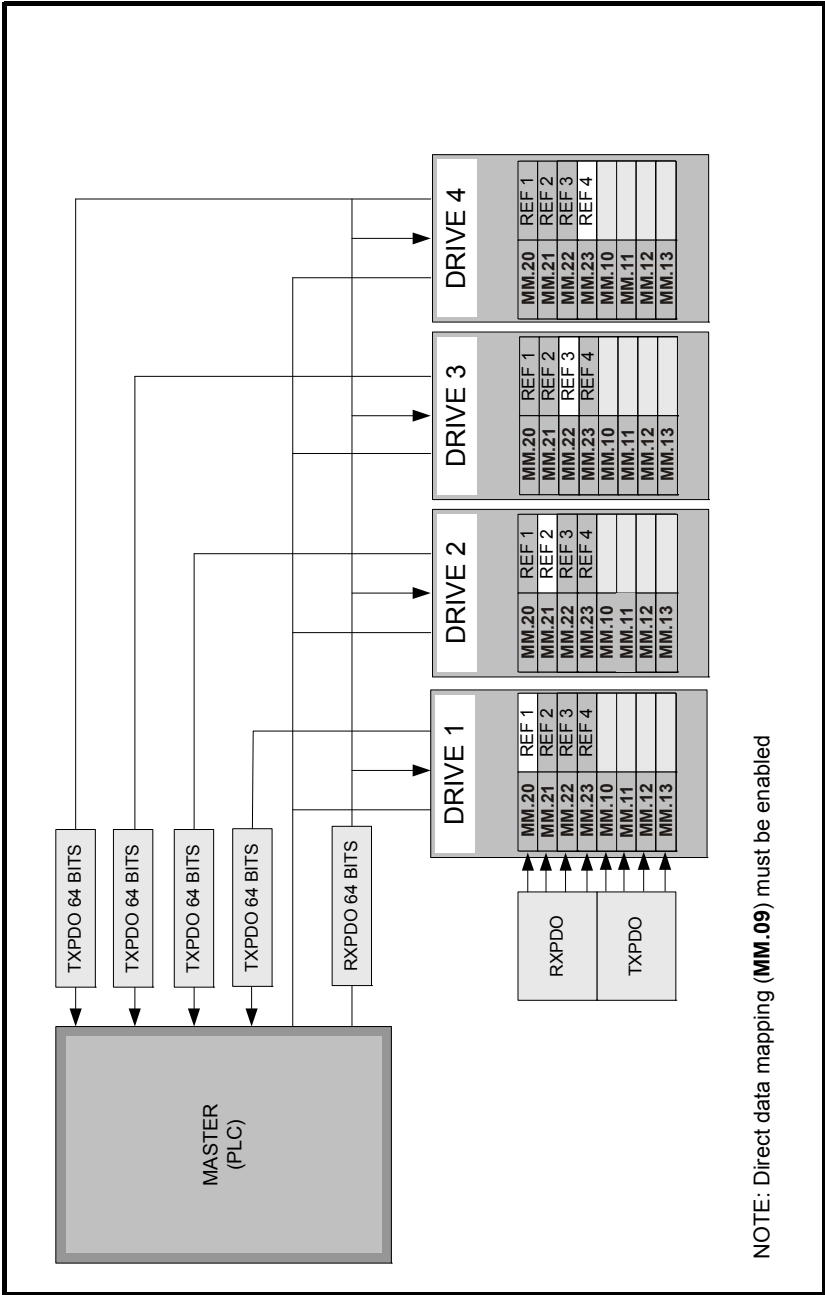 MASTER
(PLC)
TXPDO 64 BITS
TXPDO 64 BITS
TXPDO 64 BITS
TXPDO 64 BITS
RXPDO 64 BITS
DRIVE 1
MM.20 REF 1
MM.21 REF 2
MM.22 REF 3
MM.23 REF 4
MM.10
MM.11
MM.12
MM.13
DRIVE 2
MM.20 REF 1
MM.21 REF 2
MM.22 REF 3
MM.23 REF 4
MM.10
MM.11
MM.12
MM.13
DRIVE 3
MM.20 REF 1
MM.21 REF 2
MM.22 REF 3
MM.23 REF 4
MM.10
MM.11
MM.12
MM.13
DRIVE 4
MM.20 REF 1
MM.21 REF 2
MM.22 REF 3
MM.23 REF 4
MM.10
MM.11
MM.12
MM.13
RXPDO
TXPDO
NOTE: Direct data mapping (MM.09) must be enabled